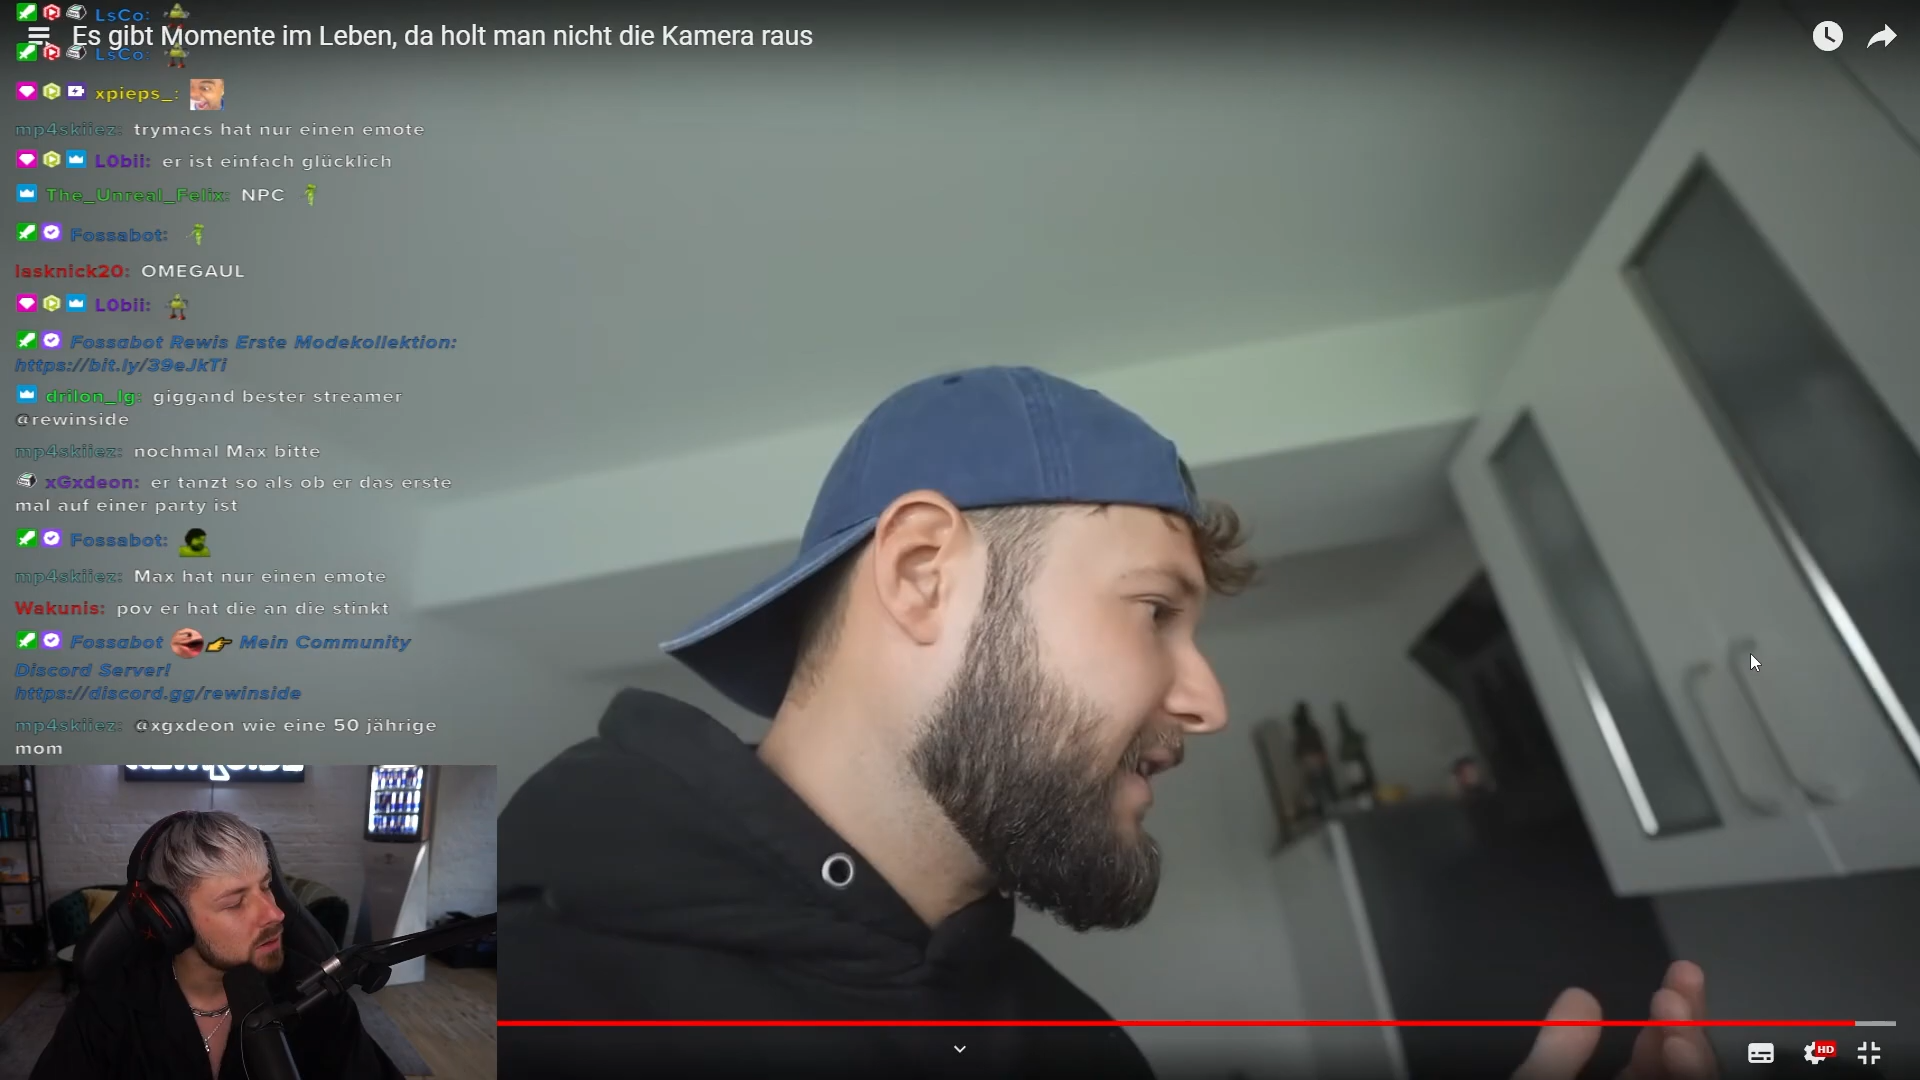 LsCo:
Es gibt Momente im Leben, da holt man nicht die Kamera raus
LsCo:
xpieps_:
mp4skiiez: trymacs hat nur einen emote
L0bii: er ist einfach glücklich
The_Unreal_Felix: NPC
Fossabot:
lasknick20: OMEGAUL
L0bii:
Fossabot Rewis Erste Modekollektion:
https://bit.ly/39eJkTi
drilon_lg: giggand bester streamer
@rewinside
mp4skiiez: nochmal Max bitte
xGxdeon: er tanzt so als ob er das erste
mal auf einer party ist
Fossabot:
mp4skiiez: Max hat nur einen emote
Wakunis: pov er hat die an die stinkt
Fossabot Mein Community
Discord Server!
https://discord.gg/rewinside
mp4skiiez: @xgxdeon wie eine 50 jährige
mom
HD